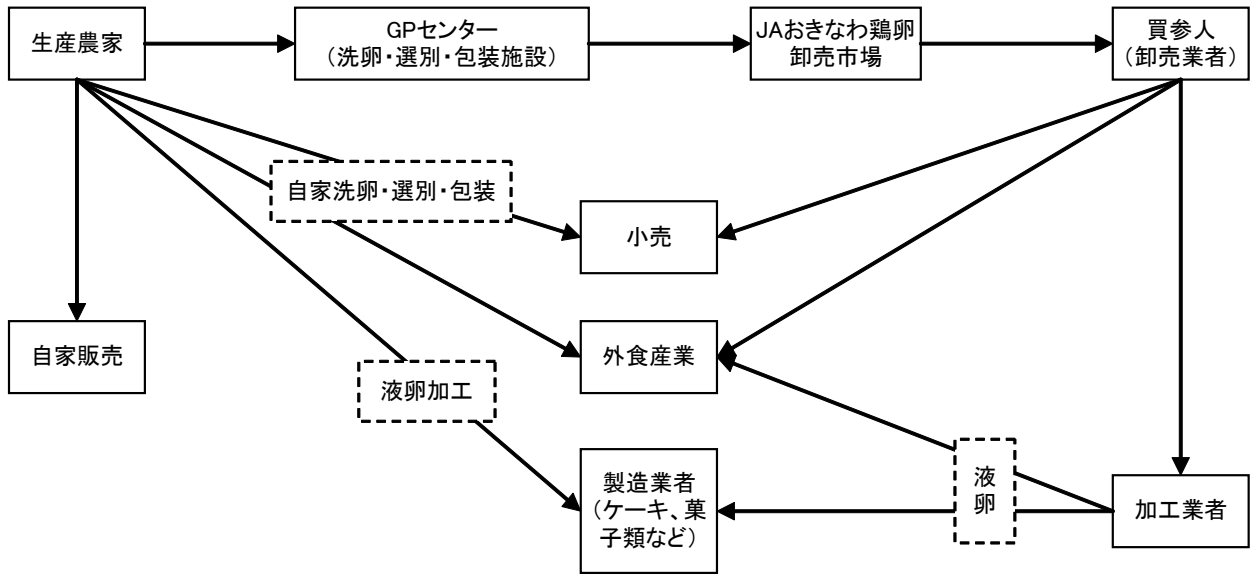 生産農家
GPセンター
（洗卵・選別・包装施設）
JAおきなわ鶏卵
卸売市場
買参人
（卸売業者）
自家洗卵・選別・包装
小売
自家販売
外食産業
液卵加工
製造業者
（ケーキ、菓
子類など）
液
卵
加工業者